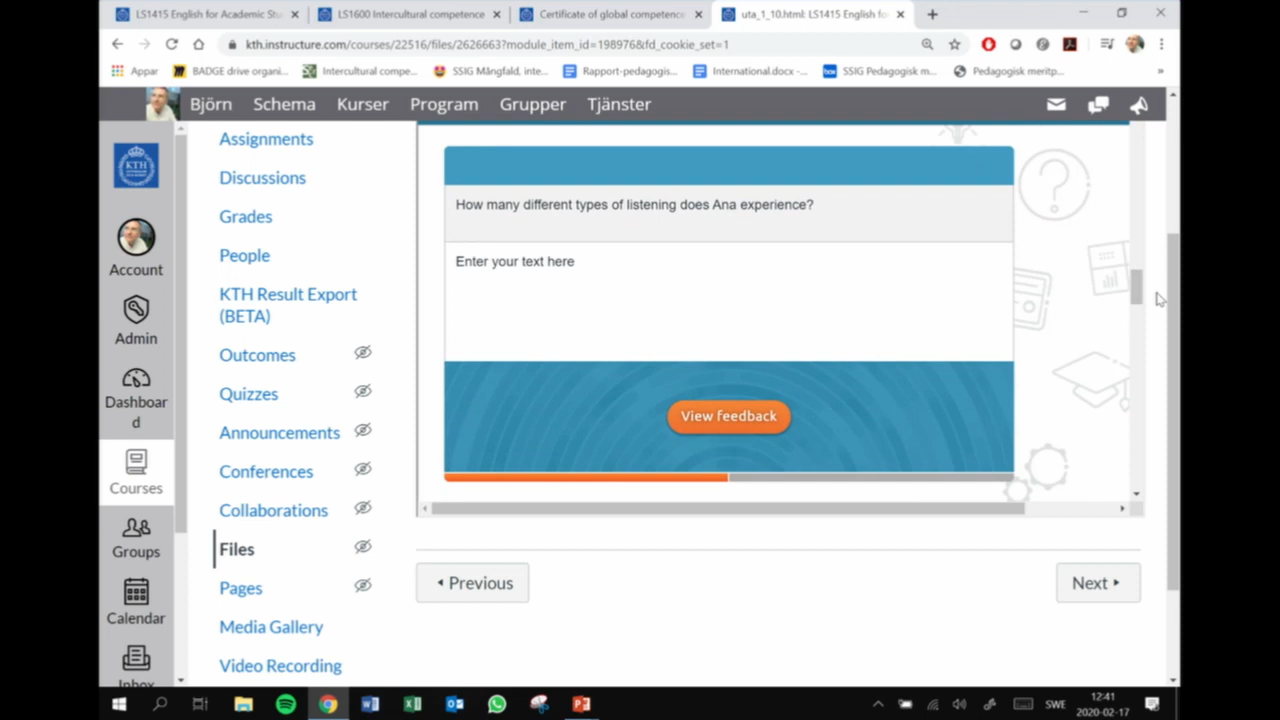 LS1415 English for Academic Stu
LS1600 Intercultural competence
Certificate of global competence
uta_1_10.html: LS1415 English fo
kth.instructure.com/courses/22516/files/2626663?module_item_id=198976&fd_cookie_set=1
Appar
BADGE drive organi...
Intercultural compe...
SSIG Mångfald, inte...
Rapport-pedagogis...
International.docx -...
box
SSIG Pedagogisk m...
Pedagogisk meritp...
»
Björn
Schema
Kurser
Program
Grupper
Tjänster
KTH
Account
Admin
Dashboar
d
Courses
Groups
Calendar
Inbox
Assignments
Discussions
Grades
People
KTH Result Export
(BETA)
Outcomes
Quizzes
Announcements
Conferences
Collaborations
Files
Pages
Media Gallery
Video Recording
How many different types of listening does Ana experience?
Enter your text here
View feedback
Previous
Next
SWE
12:41
2020-02-17